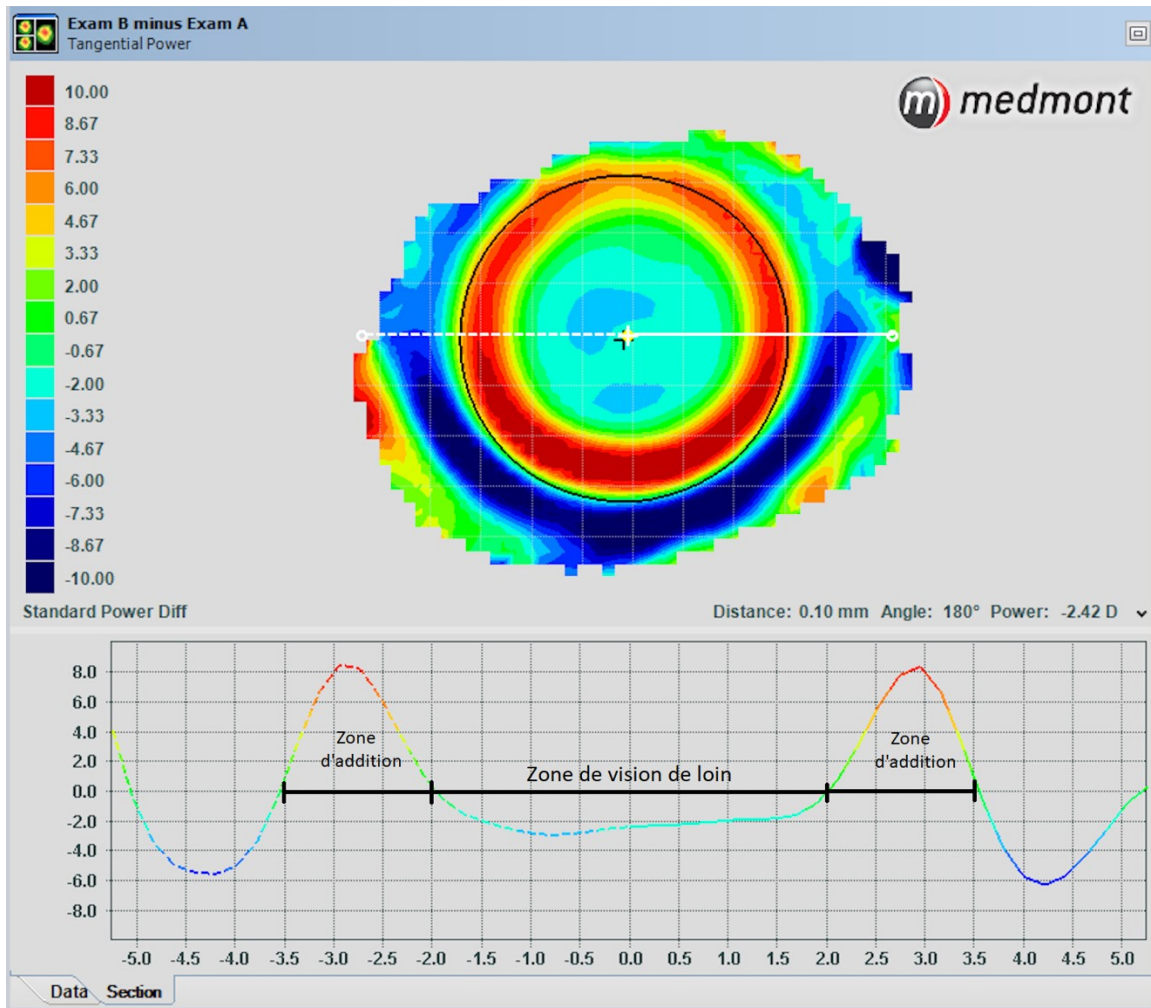 Exam B minus Exam A
Tangential Power
m medmont
10.00
8.67
7.33
6.00
4.67
3.33
2.00
0.67
-0.67
-2.00
-3.33
-4.67
-6.00
-7.33
-8.67
-10.00
Standard Power Diff
Distance: 0.10 mm Angle: 180° Power: -2.42 D
8.0
6.0
4.0
2.0
0.0
-2.0
-4.0
-6.0
-8.0
Zone
d'addition
Zone de vision de loin
Zone
d'addition
-5.0 -4.5 -4.0 -3.5 -3.0 -2.5 -2.0 -1.5 -1.0 -0.5 0.0 0.5 1.0 1.5 2.0 2.5 3.0 3.5 4.0 4.5 5.0
Data Section